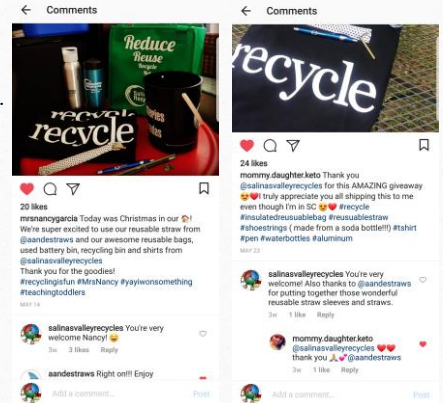 ← Comments
Reduce
Reuse
Recycle
recycle
20 likes
mrsnancygarcia Today was Christmas in our 🏠!
We're super excited to use our reusable straw from
@aandestraws and our awesome reusable bags,
used battery bin, recycling bin and shirts from
@salinasvalleyrecycles
Thank you for the goodies!
#recyclingisfun #MrsNancy #yayiwonsomething
#teachingtoddlers
MAY 14
salinasvalleyrecycles You're very
welcome Nancy! 😀
3w 3 likes Reply
aandestraws Right on!!! Enjoy
Add a comment... Post
← Comments
recycle
24 likes
mommy.daughter.keto Thank you
@salinasvalleyrecycles for this AMAZING giveaway
😍❤️I truly appreciate you all shipping this to me
even though I'm in SC 😍❤️ #recycle
#insulatedreusuablebag #reusuablestraw
#shoestrings ( made from a soda bottle!!!) #tshirt
#pen #waterbottles #aluminum
MAY 23
salinasvalleyrecycles You're very
welcome! Also thanks to @aandestraws
for putting together those wonderful
reusable straw sleeves and straws.
3w 1 like Reply
mommy.daughter.keto
@salinasvalleyrecycles ❤️❤️
thank you 🙏💕@aandestraws
3w 1 like Reply
Add a comment... Post